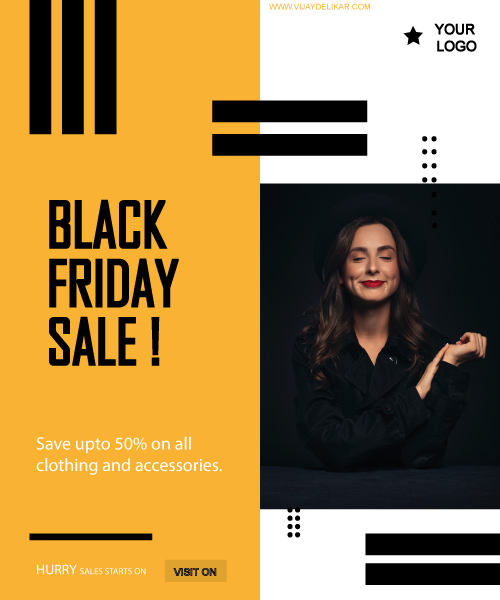 WWW.VIJAYDELIKAR.COM
YOUR
LOGO
BLACK
FRIDAY
SALE !
Save upto 50% on all
clothing and accessories.
HURRY SALES STARTS ON
VISIT ON